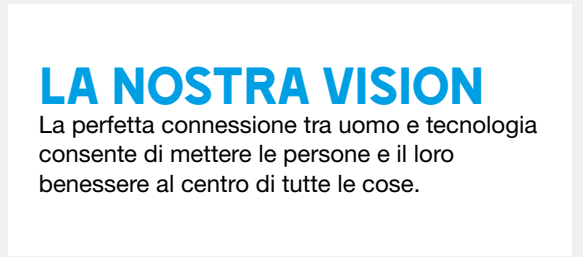 LA NOSTRA VISION
La perfetta connessione tra uomo e tecnologia
consente di mettere le persone e il loro
benessere al centro di tutte le cose.